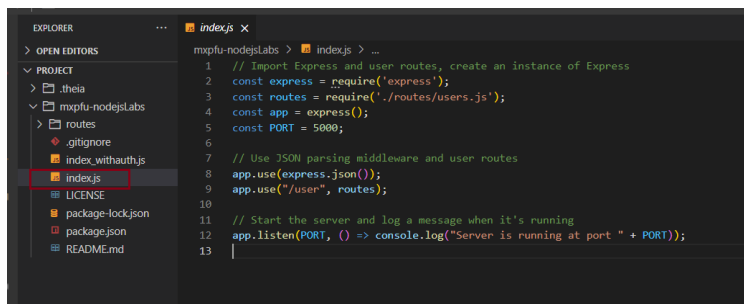 EXPLORER
···
OPEN EDITORS
PROJECT
.theia
mxpfu-nodejsLabs
routes
.gitignore
index_withauth.js
index.js
LICENSE
package-lock.json
package.json
README.md
index.js
mxpfu-nodejsLabs > index.js > ...
1 // Import Express and user routes, create an instance of Express
2 const express = require('express');
3 const routes = require('./routes/users.js');
4 const app = express();
5 const PORT = 5000;
6
7 // Use JSON parsing middleware and user routes
8 app.use(express.json());
9 app.use("/user", routes);
10
11 // Start the server and log a message when it's running
12 app.listen(PORT, () => console.log("Server is running at port " + PORT));
13